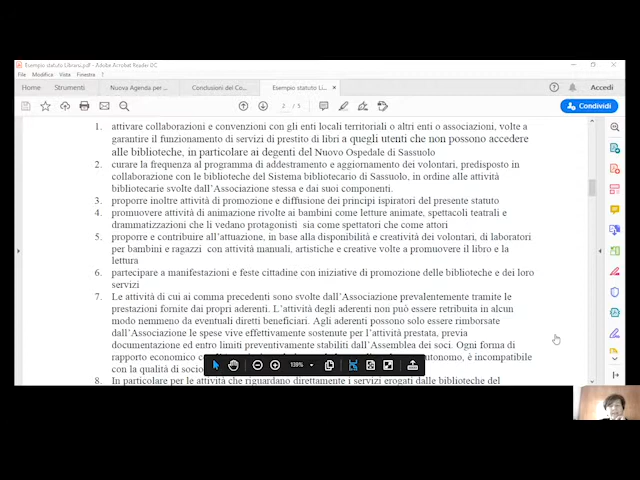 Esempio statuto Librarsi.pdf - Adobe Acrobat Reader DC
File Modifica Vista Finestra ?
Home Strumenti Nuova Agenda per ... Conclusioni del Co... Esempio statuto Libr... × Accedi
2 / 5 Condividi
1. attivare collaborazioni e convenzioni con gli enti locali territoriali o altri enti o associazioni, volte a
garantire il funzionamento di servizi di prestito di libri a quegli utenti che non possono accedere
alle biblioteche, in particolare ai degenti del Nuovo Ospedale di Sassuolo
2. curare la frequenza al programma di addestramento e aggiornamento dei volontari, predisposto in
collaborazione con le biblioteche del Sistema bibliotecario di Sassuolo, in ordine alle attività
bibliotecarie svolte dall'Associazione stessa e dai suoi componenti.
3. proporre inoltre attività di promozione e diffusione dei principi ispiratori del presente statuto
4. promuovere attività di animazione rivolte ai bambini come letture animate, spettacoli teatrali e
drammatizzazioni che li vedano protagonisti sia come spettatori che come attori
5. proporre e contribuire all'attuazione, in base alla disponibilità e creatività dei volontari, di laboratori
per bambini e ragazzi con attività manuali, artistiche e creative volte a promuovere il libro e la
lettura
6. partecipare a manifestazioni e feste cittadine con iniziative di promozione delle biblioteche e dei loro
servizi
7. Le attività di cui ai comma precedenti sono svolte dall'Associazione prevalentemente tramite le
prestazioni fornite dai propri aderenti. L'attività degli aderenti non può essere retribuita in alcun
modo nemmeno da eventuali diretti beneficiari. Agli aderenti possono solo essere rimborsate
dall'Associazione le spese vive effettivamente sostenute per l'attività prestata, previa
documentazione ed entro limiti preventivamente stabiliti dall'Assemblea dei soci. Ogni forma di
rapporto economico autonomo, è incompatibile
con la qualità di socio
139%
8. In particolare per le attività che riguardano direttamente i servizi erogati dalle biblioteche del